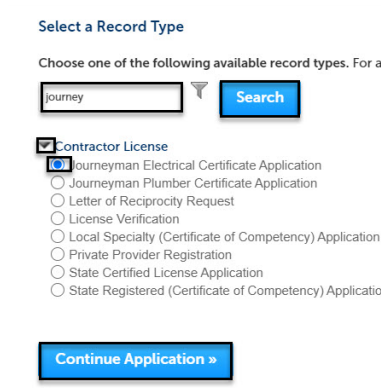 Select a Record Type
Choose one of the following available record types. For a
journey
Search
Contractor License
Journeyman Electrical Certificate Application
Journeyman Plumber Certificate Application
Letter of Reciprocity Request
License Verification
Local Specialty (Certificate of Competency) Application
Private Provider Registration
State Certified License Application
State Registered (Certificate of Competency) Applicatio
Continue Application »